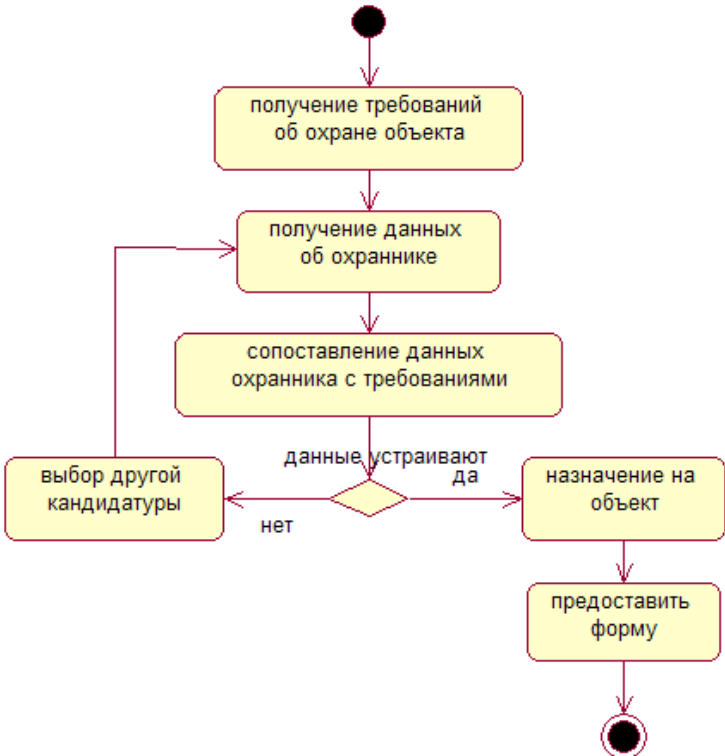 получение требований
об охране объекта
получение данных
об охраннике
сопоставление данных
охранника с требованиями
данные устраивают
выбор другой
кандидатуры
нет
да
назначение на
объект
предоставить
форму